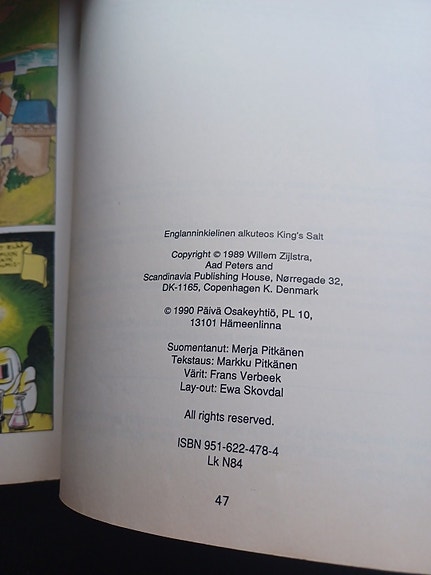 Englanninkielinen alkuteos King's Salt
Copyright © 1989 Willem Zijlstra,
Aad Peters and
Scandinavia Publishing House, Nørregade 32,
DK-1165, Copenhagen K. Denmark
© 1990 Päivä Osakeyhtiö, PL 10,
13101 Hämeenlinna
Suomentanut: Merja Pitkänen
Tekstaus: Markku Pitkänen
Värit: Frans Verbeek
Lay-out: Ewa Skovdal
All rights reserved.
ISBN 951-622-478-4
Lk N84
47